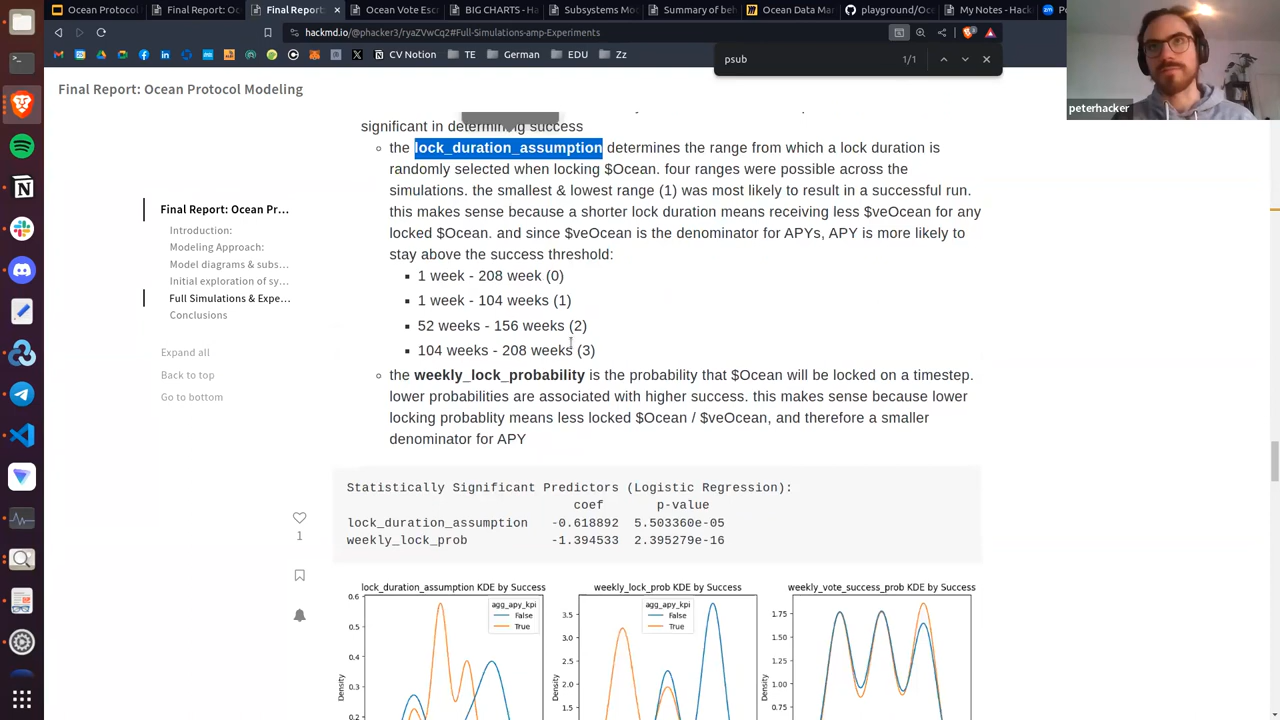 Ocean Protocol
Final Report: Oc
Final Report:
Ocean Vote Esc
BIG CHARTS - Ha
Subsystems Mo
Summary of beh
Ocean Data Mar
playground/Oce
My Notes - Hack
Pe
hackmd.io/@phacker3/ryaZVwCq2#Full-Simulations-amp-Experiments
CV Notion
TE
German
EDU
Zz
psub
1/1
peterhacker
Final Report: Ocean Protocol Modeling
significant in determining success
the lock_duration_assumption determines the range from which a lock duration is
randomly selected when locking $Ocean. four ranges were possible across the
simulations. the smallest & lowest range (1) was most likely to result in a successful run.
this makes sense because a shorter lock duration means receiving less $veOcean for any
locked $Ocean. and since $veOcean is the denominator for APYs, APY is more likely to
stay above the success threshold:
1 week - 208 week (0)
1 week - 104 weeks (1)
52 weeks - 156 weeks (2)
104 weeks - 208 weeks (3)
the weekly_lock_probability is the probability that $Ocean will be locked on a timestep.
lower probabilities are associated with higher success. this makes sense because lower
locking probablity means less locked $Ocean / $veOcean, and therefore a smaller
denominator for APY
Final Report: Ocean Pr...
Introduction:
Modeling Approach:
Model diagrams & subs...
Initial exploration of sy...
Full Simulations & Expe...
Conclusions
Expand all
Back to top
Go to bottom
1
Statistically Significant Predictors (Logistic Regression):
coef p-value
lock_duration_assumption -0.618892 5.503360e-05
weekly_lock_prob -1.394533 2.395279e-16
lock_duration_assumption KDE by Success
agg_apy_kpi
False
True
Density
0.6
0.5
0.4
0.3
0.2
weekly_lock_prob KDE by Success
agg_apy_kpi
False
True
Density
3.5
3.0
2.5
2.0
1.5
weekly_vote_success_prob KDE by Success
Density
1.75
1.50
1.25
1.00
0.75